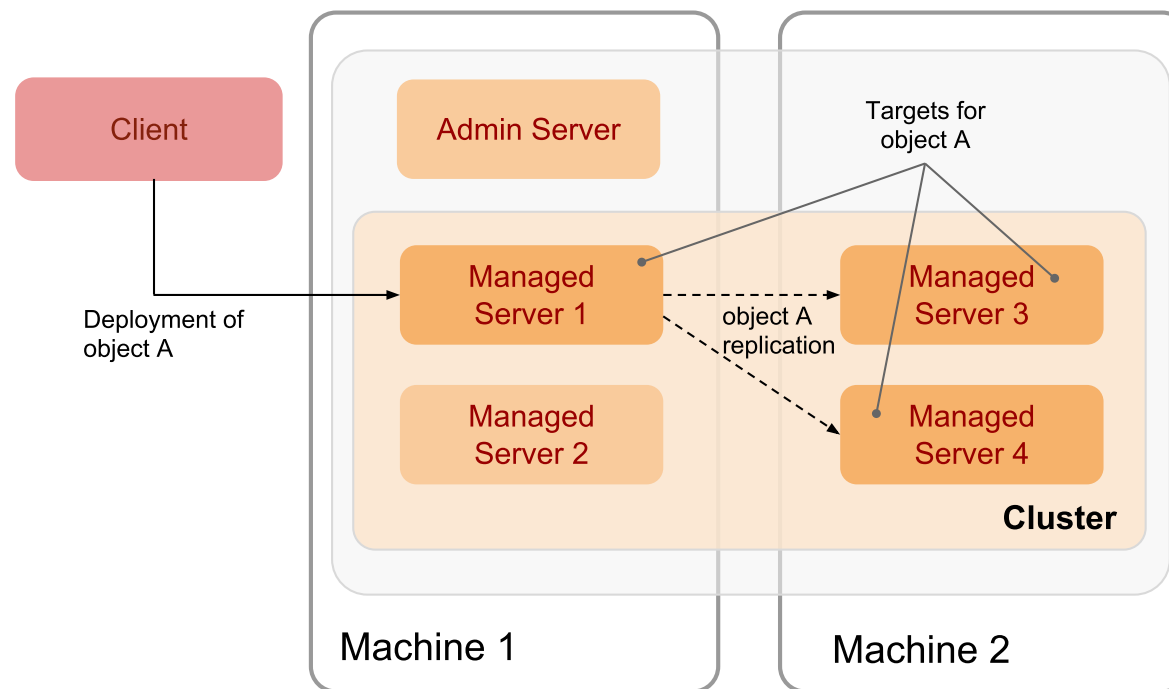 Client
Admin Server
Targets for
object A
Managed
Server 1
Managed
Server 3
Deployment of
object A
object A
replication
Managed
Server 2
Managed
Server 4
Cluster
Machine 1
Machine 2